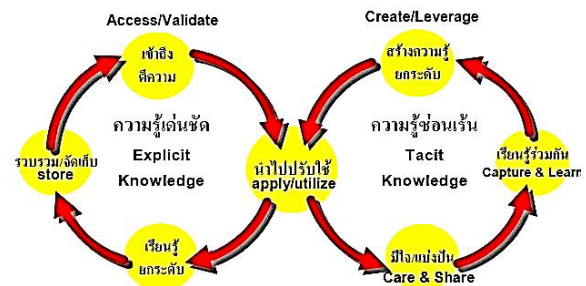 Access/Validate
เข้าถึง
ตีความ
ความรู้เด่นชัด
Explicit
Knowledge
รวบรวม/จัดเก็บ
store
เรียนรู้
ยกระดับ
นำไปปรับใช้
apply/utilize
Create/Leverage
สร้างความรู้
ยกระดับ
ความรู้ซ่อนเร้น
Tacit
Knowledge
เรียนรู้ร่วมกัน
Capture & Learn
มีใจ/แบ่งปัน
Care & Share